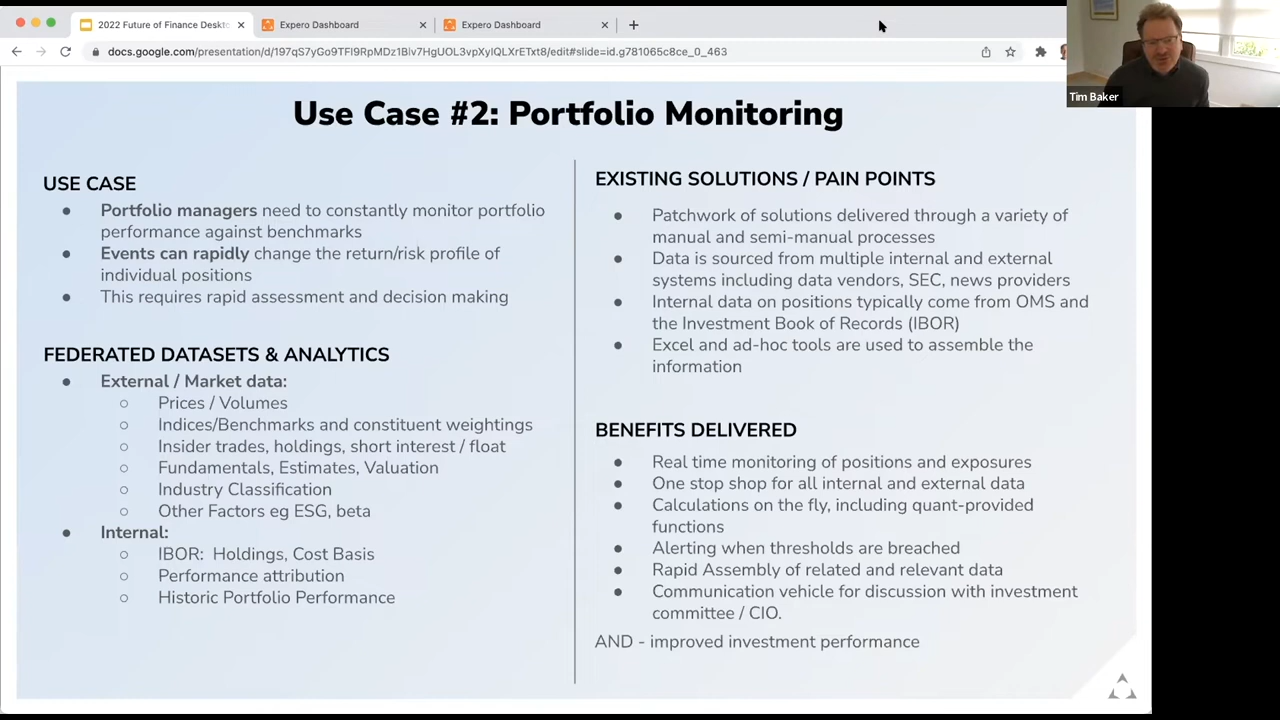 2022 Future of Finance Deskto
Expero Dashboard
Expero Dashboard
docs.google.com/presentation/d/197qS7yGo9TFl9RpMDz1Biv7HgUOL3vpXyIQLXrETxt8/edit#slide=id.g781065c8ce_0_463
Tim Baker
Use Case #2: Portfolio Monitoring
USE CASE
● Portfolio managers need to constantly monitor portfolio
performance against benchmarks
● Events can rapidly change the return/risk profile of
individual positions
● This requires rapid assessment and decision making
FEDERATED DATASETS & ANALYTICS
● External / Market data:
○ Prices / Volumes
○ Indices/Benchmarks and constituent weightings
○ Insider trades, holdings, short interest / float
○ Fundamentals, Estimates, Valuation
○ Industry Classification
○ Other Factors eg ESG, beta
● Internal:
○ IBOR: Holdings, Cost Basis
○ Performance attribution
○ Historic Portfolio Performance
EXISTING SOLUTIONS / PAIN POINTS
● Patchwork of solutions delivered through a variety of
manual and semi-manual processes
● Data is sourced from multiple internal and external
systems including data vendors, SEC, news providers
● Internal data on positions typically come from OMS and
the Investment Book of Records (IBOR)
● Excel and ad-hoc tools are used to assemble the
information
BENEFITS DELIVERED
● Real time monitoring of positions and exposures
● One stop shop for all internal and external data
● Calculations on the fly, including quant-provided
functions
● Alerting when thresholds are breached
● Rapid Assembly of related and relevant data
● Communication vehicle for discussion with investment
committee / CIO.
AND - improved investment performance